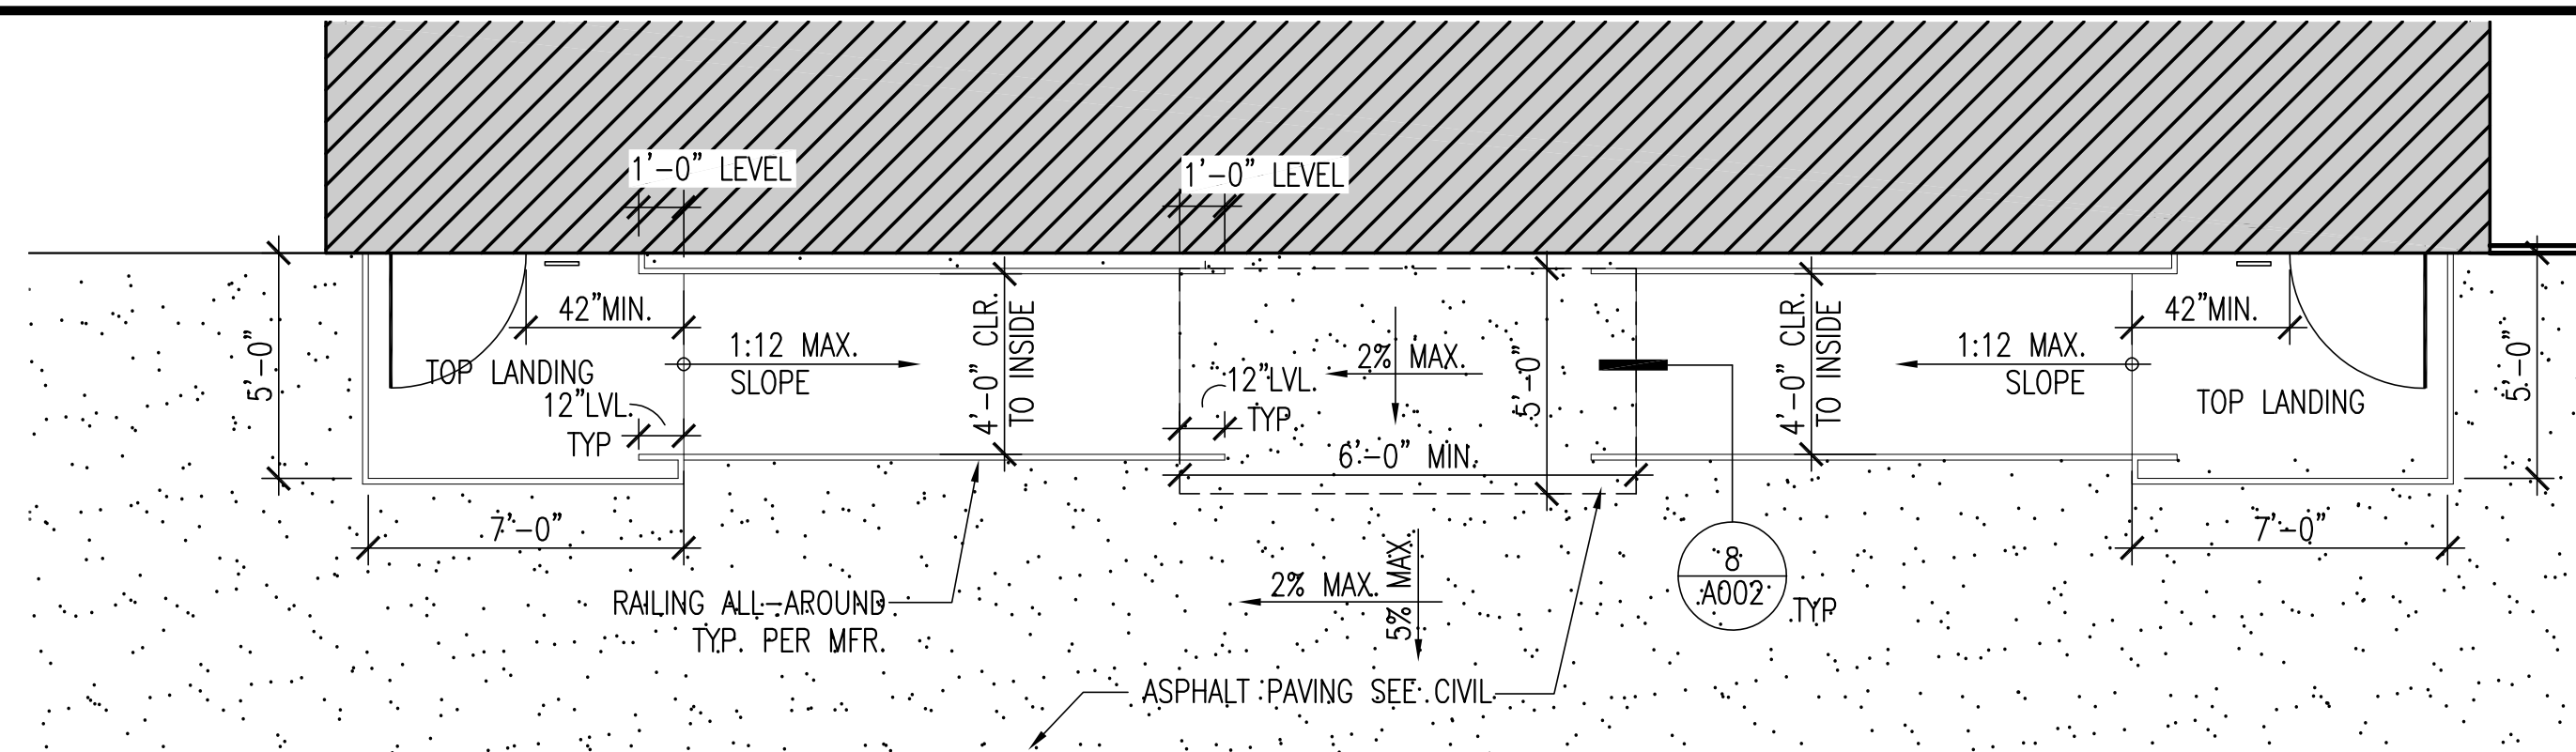 1'-0" LEVEL
1'-0" LEVEL
42"MIN.
TOP LANDING
12"LVL.
TYP
5'-0"
7'-0"
1:12 MAX.
SLOPE
4'-0" CLR.
TO INSIDE
12"LVL.
TYP.
2% MAX.
5'-0"
6'-0" MIN.
4'-0" CLR.
TO INSIDE
1:12 MAX.
SLOPE
42"MIN.
TOP LANDING
5'-0"
7'-0"
RAILING ALL-AROUND
TYP. PER MFR.
2% MAX.
5% MAX.
8
A002
TYP
ASPHALT PAVING SEE CIVIL